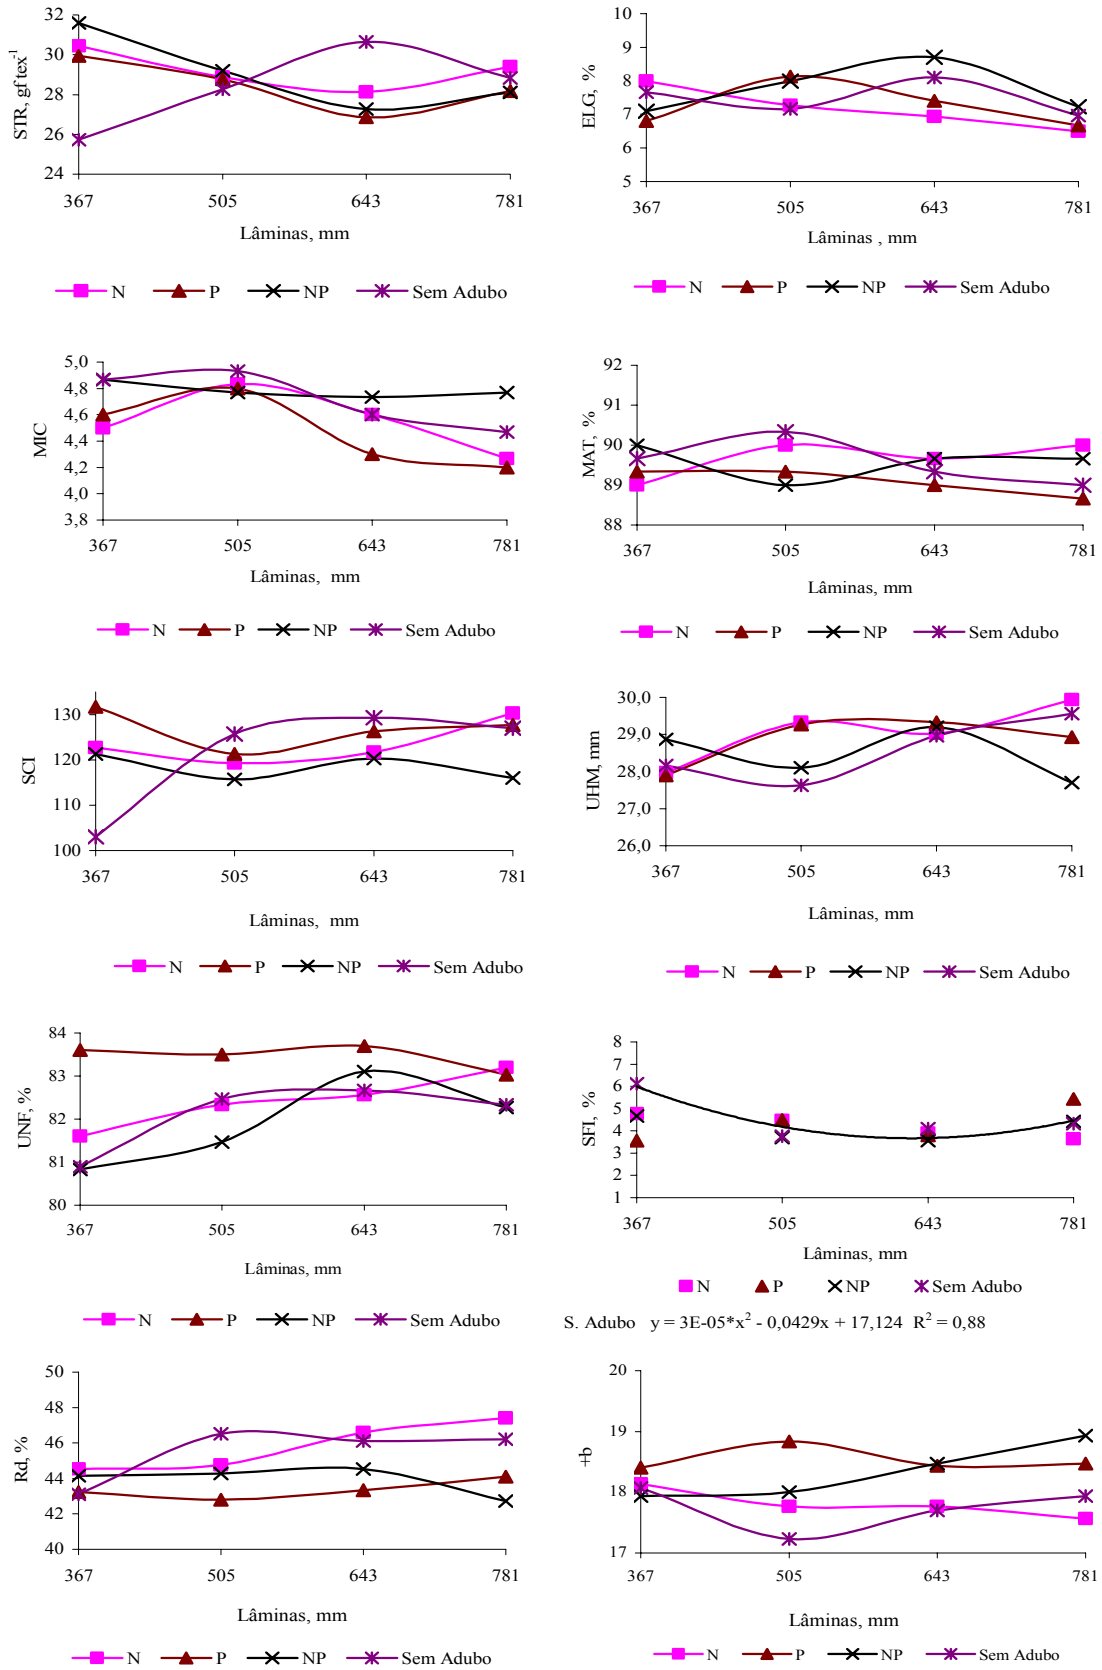 STR, gf tex⁻¹
32
30
28
26
24
367 505 643 781
Lâminas, mm
N P NP Sem Adubo
ELG, %
10
9
8
7
6
5
367 505 643 781
Lâminas , mm
N P NP Sem Adubo
MIC
5,0
4,8
4,6
4,4
4,2
4,0
3,8
367 505 643 781
Lâminas, mm
N P NP Sem Adubo
MAT, %
92
91
90
89
88
367 505 643 781
Lâminas, mm
N P NP Sem Adubo
SCI
130
120
110
100
367 505 643 781
Lâminas, mm
N P NP Sem Adubo
UHM, mm
30,0
29,0
28,0
27,0
26,0
367 505 643 781
Lâminas, mm
N P NP Sem Adubo
UNF, %
84
83
82
81
80
367 505 643 781
Lâminas, mm
N P NP Sem Adubo
SFI, %
8
7
6
5
4
3
2
1
367 505 643 781
Lâminas, mm
N P NP Sem Adubo
S. Adubo y = 3E-05*x² - 0,0429x + 17,124 R² = 0,88
Rd, %
50
48
46
44
42
40
367 505 643 781
Lâminas, mm
N P NP Sem Adubo
+b
20
19
18
17
367 505 643 781
Lâminas, mm
N P NP Sem Adubo